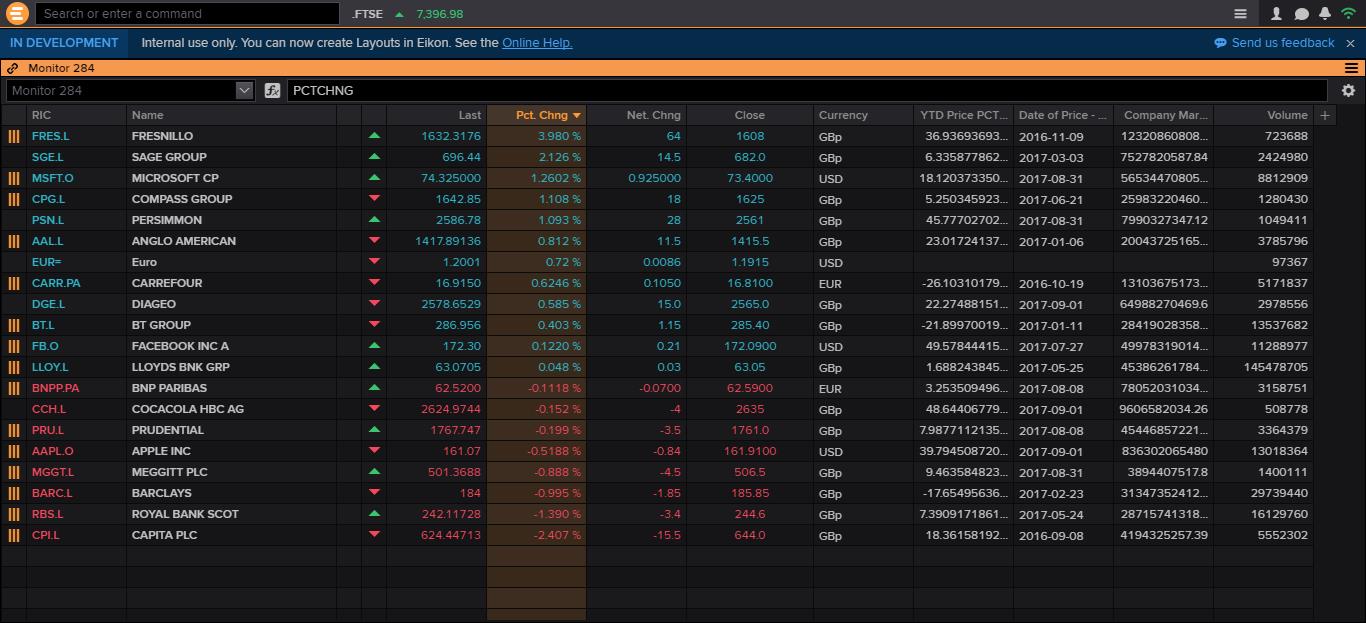 Search or enter a command .FTSE 7,396.98
IN DEVELOPMENT Internal use only. You can now create Layouts in Eikon. See the Online Help. Send us feedback
Monitor 284
Monitor 284 fx PCTCHNG
RIC Name Last Pct. Chng Net. Chng Close Currency YTD Price PCT... Date of Price - ... Company Mar... Volume +
FRES.L FRESNILLO 1632.3176 3.980 % 64 1608 GBp 36.93693693... 2016-11-09 12320860808... 723688
SGE.L SAGE GROUP 696.44 2.126 % 14.5 682.0 GBp 6.335877862... 2017-03-03 7527820587.84 2424980
MSFT.O MICROSOFT CP 74.325000 1.2602 % 0.925000 73.4000 USD 18.120373350... 2017-08-31 56534470805... 8812909
CPG.L COMPASS GROUP 1642.85 1.108 % 18 1625 GBp 5.250345923... 2017-06-21 25983220460... 1280430
PSN.L PERSIMMON 2586.78 1.093 % 28 2561 GBp 45.77702702... 2017-08-31 7990327347.12 1049411
AAL.L ANGLO AMERICAN 1417.89136 0.812 % 11.5 1415.5 GBp 23.01724137... 2017-01-06 20043725165... 3785796
EUR= Euro 1.2001 0.72 % 0.0086 1.1915 USD 97367
CARR.PA CARREFOUR 16.9150 0.6246 % 0.1050 16.8100 EUR -26.10310179... 2016-10-19 13103675173... 5171837
DGE.L DIAGEO 2578.6529 0.585 % 15.0 2565.0 GBp 22.27488151... 2017-09-01 64988270469.6 2978556
BT.L BT GROUP 286.956 0.403 % 1.15 285.40 GBp -21.89970019... 2017-01-11 28419028358... 13537682
FB.O FACEBOOK INC A 172.30 0.1220 % 0.21 172.0900 USD 49.57844415... 2017-07-27 49978319014... 11288977
LLOY.L LLOYDS BNK GRP 63.0705 0.048 % 0.03 63.05 GBp 1.688243845... 2017-05-25 45386261784... 145478705
BNPP.PA BNP PARIBAS 62.5200 -0.1118 % -0.0700 62.5900 EUR 3.253509496... 2017-08-08 78052031034... 3158751
CCH.L COCACOLA HBC AG 2624.9744 -0.152 % -4 2635 GBp 48.64406779... 2017-09-01 9606582034.26 508778
PRU.L PRUDENTIAL 1767.747 -0.199 % -3.5 1761.0 GBp 7.9877112135... 2017-08-08 45446857221... 3364379
AAPL.O APPLE INC 161.07 -0.5188 % -0.84 161.9100 USD 39.794508720... 2017-09-01 836302065480 13018364
MGGT.L MEGGITT PLC 501.3688 -0.888 % -4.5 506.5 GBp 9.463584823... 2017-08-31 3894407517.8 1400111
BARC.L BARCLAYS 184 -0.995 % -1.85 185.85 GBp -17.65495636... 2017-02-23 31347352412... 29739440
RBS.L ROYAL BANK SCOT 242.11728 -1.390 % -3.4 244.6 GBp 7.3909171861... 2017-05-24 28715741318... 16129760
CPI.L CAPITA PLC 624.44713 -2.407 % -15.5 644.0 GBp 18.36158192... 2016-09-08 4194325257.39 5552302